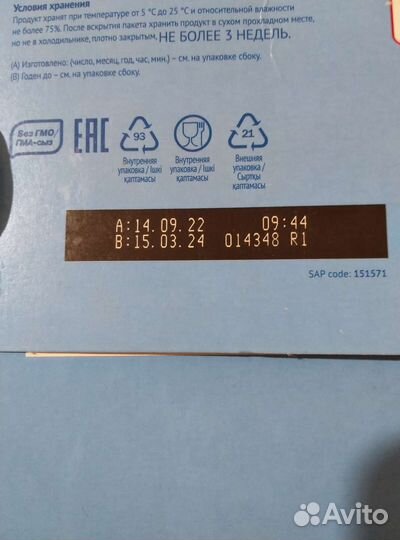 Условия хранения
Продукт хранят при температуре от 5 °C до 25 °C и относительной влажности
не более 75%. После вскрытия пакета хранить продукт в сухом прохладном месте,
но не в холодильнике, плотно закрытым, НЕ БОЛЕЕ 3 НЕДЕЛЬ.
(А) Изготовлено: (число, месяц, год, час, мин.) – см. на упаковке сбоку.
(В) Годен до – см. на упаковке сбоку.
Без ГМО/
ГМА-сыз
EAC
93
21
Внутренняя
упаковка / Ішкі
қаптамасы
Внутренняя
упаковка / Ішкі
қаптамасы
Внешняя
упаковка /
Сыртқы
қаптамасы
A:14.09.22 09:44
B:15.03.24 014348 R1
SAP code: 151571
Avito